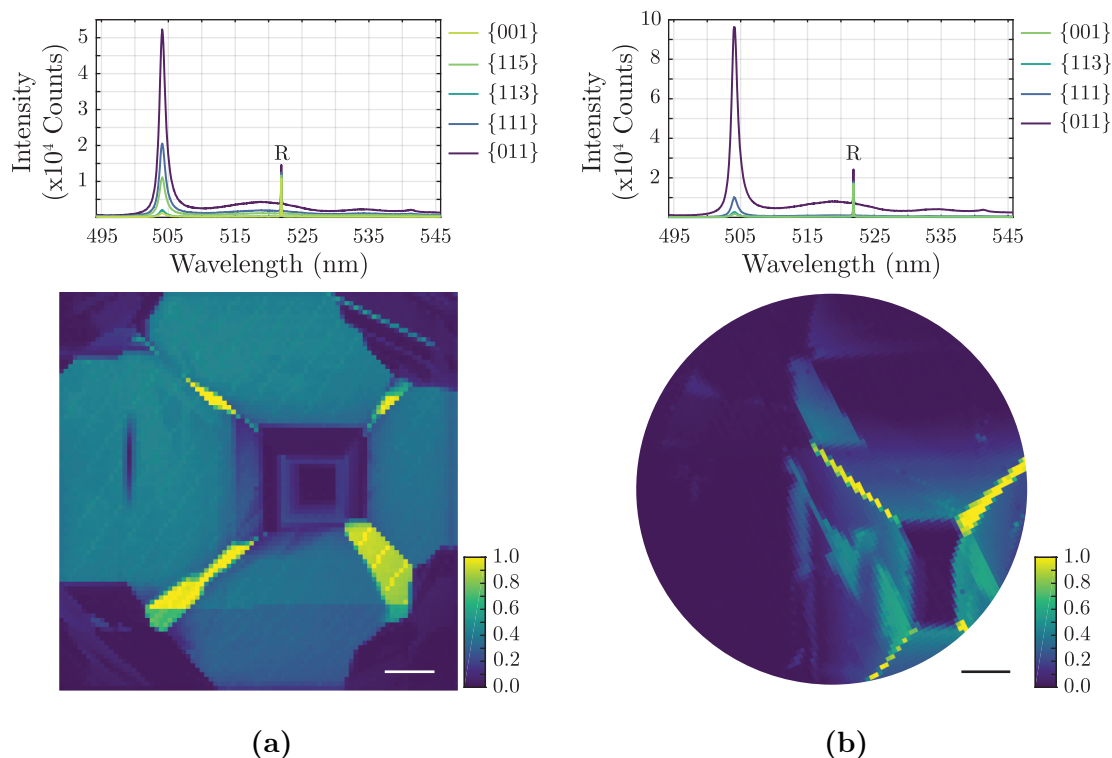 Intensity
(x10⁴ Counts)
5
4
3
2
1
495 505 515 525 535 545
Wavelength (nm)
R
{001}
{115}
{113}
{111}
{011}
Intensity
(x10⁴ Counts)
10
8
6
4
2
495 505 515 525 535 545
Wavelength (nm)
R
{001}
{113}
{111}
{011}
1.0
0.8
0.6
0.4
0.2
0.0
1.0
0.8
0.6
0.4
0.2
0.0
(a)
(b)